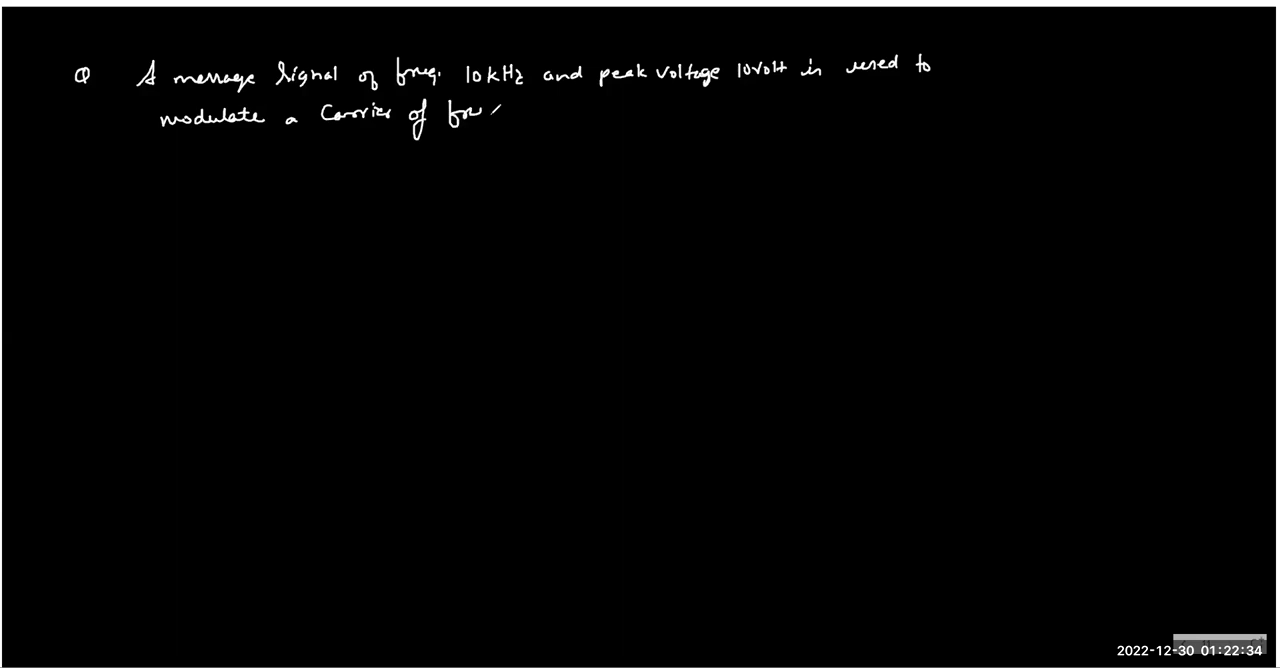 Q A message signal of freq. 10kHz and peak voltage 10volt is used to
modulate a carrier of fre
2022-12-30 01:22:34